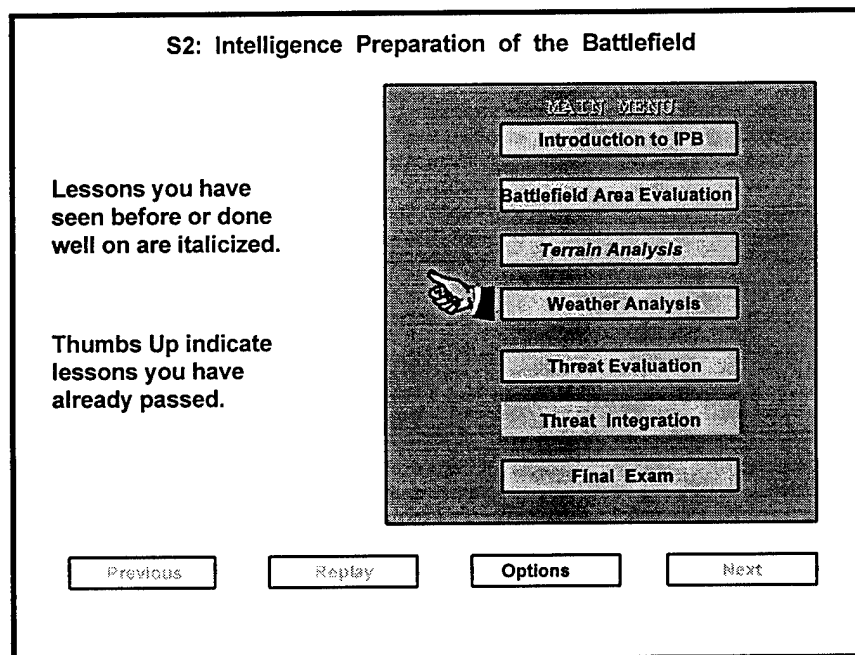 S2: Intelligence Preparation of the Battlefield
Lessons you have
seen before or done
well on are italicized.
Thumbs Up indicate
lessons you have
already passed.
MAIN MENU
Introduction to IPB
Battlefield Area Evaluation
Terrain Analysis
Weather Analysis
Threat Evaluation
Threat Integration
Final Exam
Previous
Replay
Options
Next